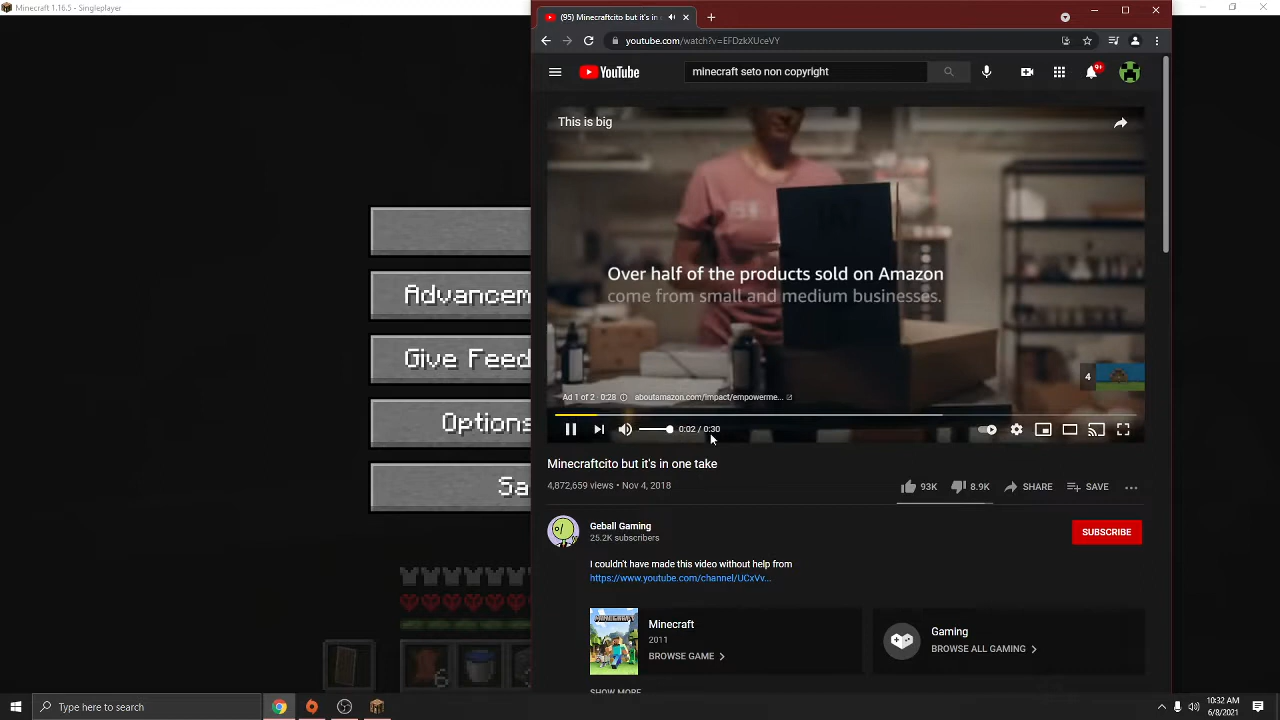 Minecraft 1.16.5 - Singleplayer
(95) Minecraftcito but it's in
youtube.com/watch?v=EFDzkXUceVY
YouTube
minecraft seto non copyright
9+
This is big
Over half of the products sold on Amazon
come from small and medium businesses.
4
Ad 1 of 2 · 0:28
aboutamazon.com/impact/empowerme...
0:02 / 0:30
Minecraftcito but it's in one take
4,872,659 views • Nov 4, 2018
93K
8.9K
SHARE
SAVE
Geball Gaming
25.2K subscribers
SUBSCRIBE
I couldn't have made this video without help from
https://www.youtube.com/channel/UCxVv...
Minecraft
2011
BROWSE GAME
Gaming
BROWSE ALL GAMING
SHOW MORE
Advancem
Give Feed
Options
Sa
6
Type here to search
10:32 AM
6/8/2021